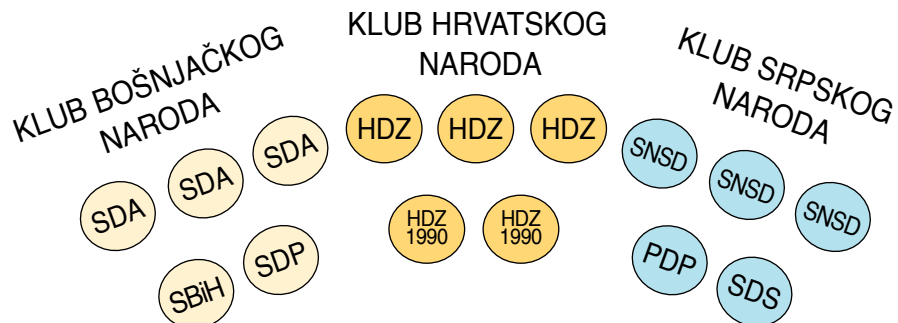 KLUB BOŠNJAČKOG
NARODA
SDA
SDA
SDA
SBiH
SDP
KLUB HRVATSKOG
NARODA
HDZ
HDZ
HDZ
HDZ
1990
HDZ
1990
KLUB SRPSKOG
NARODA
SNSD
SNSD
SNSD
PDP
SDS